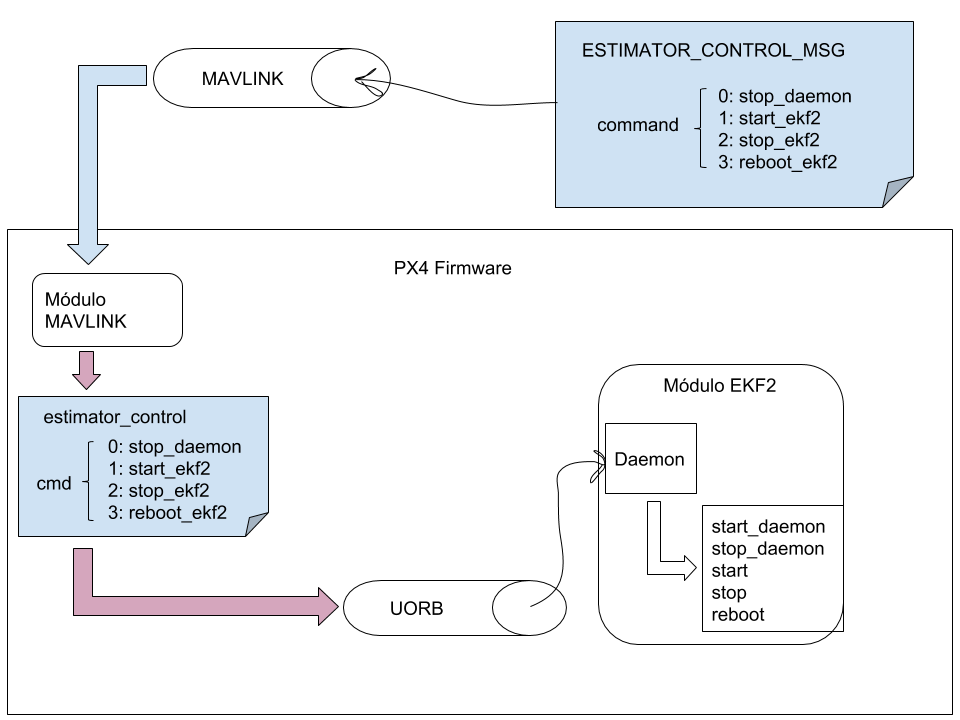 MAVLINK
ESTIMATOR_CONTROL_MSG
command
0: stop_daemon
1: start_ekf2
2: stop_ekf2
3: reboot_ekf2
PX4 Firmware
Módulo
MAVLINK
estimator_control
cmd
0: stop_daemon
1: start_ekf2
2: stop_ekf2
3: reboot_ekf2
UORB
Módulo EKF2
Daemon
start_daemon
stop_daemon
start
stop
reboot